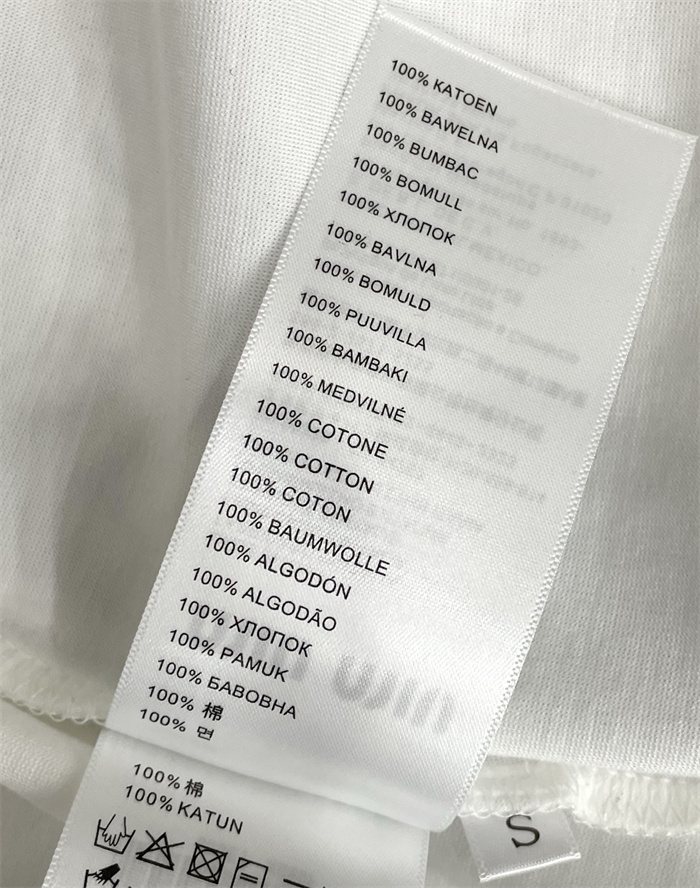 100% KATOEN
100% BAWELNA
100% BUMBAC
100% BOMULL
100% ХЛОПОК
100% BAVLNA
100% BOMULD
100% PUUVILLA
100% BAMBAKI
100% MEDVILNÉ
100% COTONE
100% COTTON
100% COTON
100% BAUMWOLLE
100% ALGODÓN
100% ALGODÃO
100% ХЛОПОК
100% PAMUK
100% БАВОВНА
100% 棉
100% 면
100% 棉
100% KATUN
S